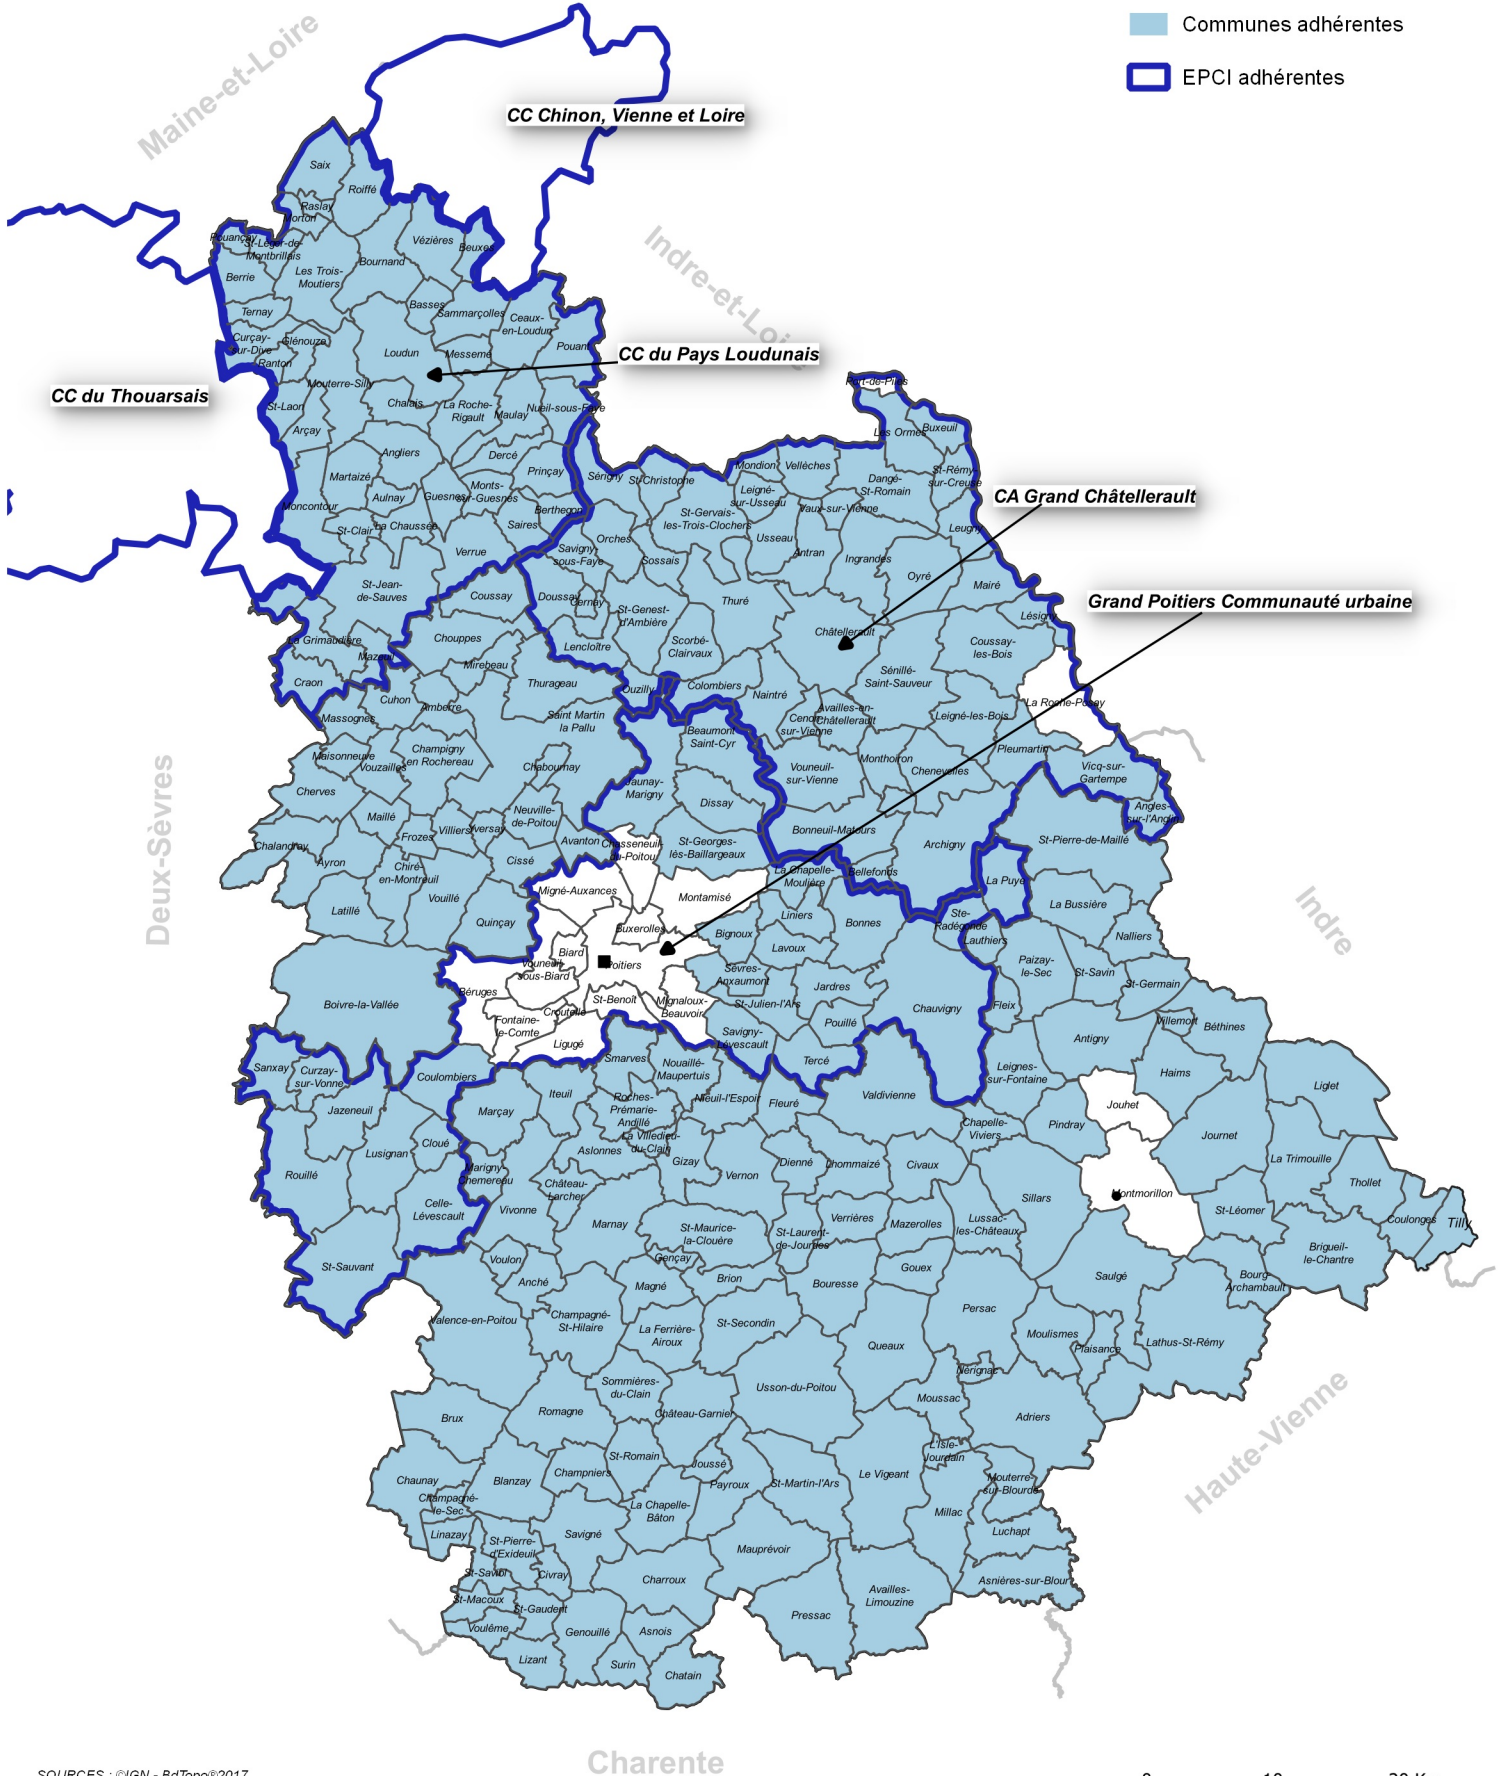 Communes adhérentes
EPCI adhérentes
Maine-et-Loire
CC Chinon, Vienne et Loire
Saix
Roiffé
Raslay
Morton
Pouançay
St-Léger-de-
Montbrillais
Vézières
Beuxes
Berrie
Les Trois-
Moutiers
Bournand
Indre-et-Loire
Ternay
Basses
Sammarçolles
Ceaux-
en-Loudun
Curçay-
sur-Dive
Glénouze
Ranton
Loudun
Messemé
Pouant
CC du Pays Loudunais
CC du Thouarsais
Mouterre-Silly
Chalais
La Roche-
Rigault
Maulay
Nueil-sous-Faye
St-Laon
Arçay
Port-de-Piles
Les Ormes
Buxeuil
Angliers
Dercé
Prinçay
Martaizé
Aulnay
Guesnes
Monts-
sur-Guesnes
Berthegon
Moncontour
St-Clair
La Chaussée
Saires
Verrue
Sérigny
St-Christophe
Mondion
Vellèches
Leigné-
sur-Usseau
Dangé-
St-Romain
St-Rémy-
sur-Creuse
CA Grand Châtellerault
St-Gervais-
les-Trois-Clochers
Vaux-sur-Vienne
Leugny
Orches
Usseau
Savigny-
sous-Faye
Sossais
Antran
Ingrandes
Oyré
Mairé
St-Jean-
de-Sauves
Coussay
Doussay
Cernay
St-Genest-
d'Ambière
Thuré
Grand Poitiers Communauté urbaine
Lésigny
La Grimaudière
Mazeuil
Chouppes
Mirebeau
Lencloître
Scorbé-
Clairvaux
Châtellerault
Coussay-
les-Bois
Craon
Thurageau
Ouzilly
Colombiers
Naintré
Sénillé-
Saint-Sauveur
La Roche-Posay
Cuhon
Amberre
Massognes
Saint Martin
la Pallu
Beaumont
Saint-Cyr
Cenon-
sur-Vienne
Availles-en-
Châtellerault
Leigné-les-Bois
Maisonneuve
Vouzailles
Champigny
en Rochereau
Chabournay
Pleumartin
Monthoiron
Chenevelles
Vouneuil-
sur-Vienne
Vicq-sur-
Gartempe
Deux-Sèvres
Cherves
Jaunay-
Marigny
Dissay
Angles-
sur-l'Anglin
Maillé
Frozes
Villiers
Yversay
Neuville-
de-Poitou
Avanton
Chasseneuil-
du-Poitou
St-Georges-
lès-Baillargeaux
Bonneuil-Matours
Archigny
St-Pierre-de-Maillé
Chalandray
Ayron
Chiré-
en-Montreuil
Cissé
La Chapelle-
Moulière
Bellefonds
La Puye
Latillé
Vouillé
Quinçay
Migné-Auxances
Montamisé
La Bussière
Indre
Buxerolles
Bignoux
Liniers
Bonnes
Ste-
Radégonde
Lauthiers
Nalliers
Biard
Vouneuil-
sous-Biard
Poitiers
Lavoux
Sèvres-
Anxaumont
Paizay-
le-Sec
St-Savin
St-Germain
Boivre-la-Vallée
Béruges
St-Benoît
Mignaloux-
Beauvoir
Jardres
St-Julien-l'Ars
Chauvigny
Fleix
Croutelle
Fontaine-
le-Comte
Ligugé
Pouillé
Savigny-
Lévescault
Tercé
Antigny
Villemort
Béthines
Sanxay
Curzay-
sur-Vonne
Coulombiers
Smarves
Nouaillé-
Maupertuis
Leignes-
sur-Fontaine
Haims
Liglet
Jazeneuil
Marçay
Iteuil
Roches-
Prémarie-
Andillé
Nieuil-l'Espoir
Fleuré
Valdivienne
Jouhet
Pindray
Chapelle-
Viviers
Journet
Cloué
Lusignan
La Villedieu-
du-Clain
Aslonnes
Gizay
Vernon
Dienné
Lhommaizé
Civaux
La Trimouille
Rouillé
Marigny-
Chemereau
Château-
Larcher
Thollet
Celle-
Lévescault
Vivonne
Marnay
St-Maurice-
la-Clouère
St-Laurent-
de-Jourdes
Verrières
Mazerolles
Lussac-
les-Châteaux
Sillars
Montmorillon
St-Léomer
Coulonges
Tilly
St-Sauvant
Voulon
Gençay
Brigueil-
le-Chantre
Anché
Magné
Brion
Bouresse
Gouex
Saulgé
Bourg-
Archambault
Valence-en-Poitou
Champagné-
St-Hilaire
La Ferrière-
Airoux
St-Secondin
Persac
Queaux
Moulismes
Plaisance
Lathus-St-Rémy
Nérignac
Sommières-
du-Clain
Usson-du-Poitou
Moussac
Haute-Vienne
Brux
Romagne
Château-Garnier
Adriers
L'Isle-
Jourdain
St-Romain
Joussé
Chaunay
Blanzay
Champniers
Payroux
St-Martin-l'Ars
Le Vigeant
Mouterre-
sur-Blourde
Champagné-
le-Sec
La Chapelle-
Bâton
Millac
Linazay
St-Pierre-
d'Exideuil
Savigné
Mauprévoir
Luchapt
St-Saviol
Civray
Charroux
Availles-
Limouzine
Asnières-sur-Blour
St-Macoux
St-Gaudent
Pressac
Voulême
Genouillé
Asnois
Lizant
Surin
Chatain
Charente
SOURCES : ©IGN - BdTopo®2017